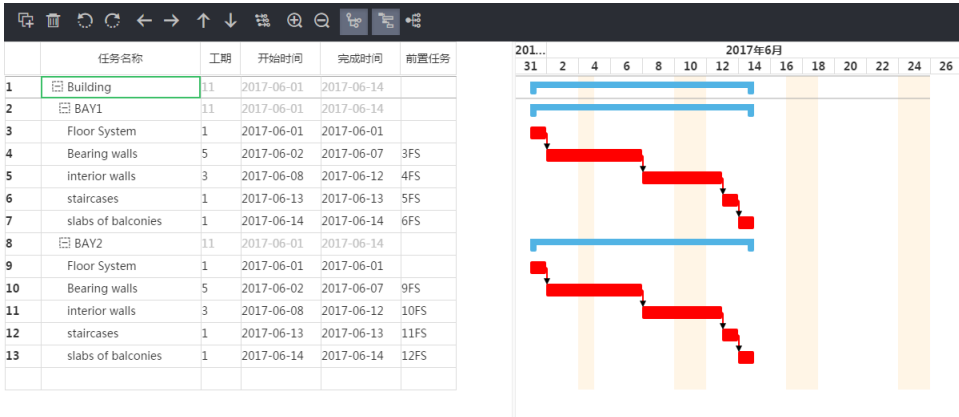 任务名称 工期 开始时间 完成时间 前置任务
201... 2017年6月
31 2 4 6 8 10 12 14 16 18 20 22 24 26
1 Building 11 2017-06-01 2017-06-14
2 BAY1 11 2017-06-01 2017-06-14
3 Floor System 1 2017-06-01 2017-06-01
4 Bearing walls 5 2017-06-02 2017-06-07 3FS
5 interior walls 3 2017-06-08 2017-06-12 4FS
6 staircases 1 2017-06-13 2017-06-13 5FS
7 slabs of balconies 1 2017-06-14 2017-06-14 6FS
8 BAY2 11 2017-06-01 2017-06-14
9 Floor System 1 2017-06-01 2017-06-01
10 Bearing walls 5 2017-06-02 2017-06-07 9FS
11 interior walls 3 2017-06-08 2017-06-12 10FS
12 staircases 1 2017-06-13 2017-06-13 11FS
13 slabs of balconies 1 2017-06-14 2017-06-14 12FS